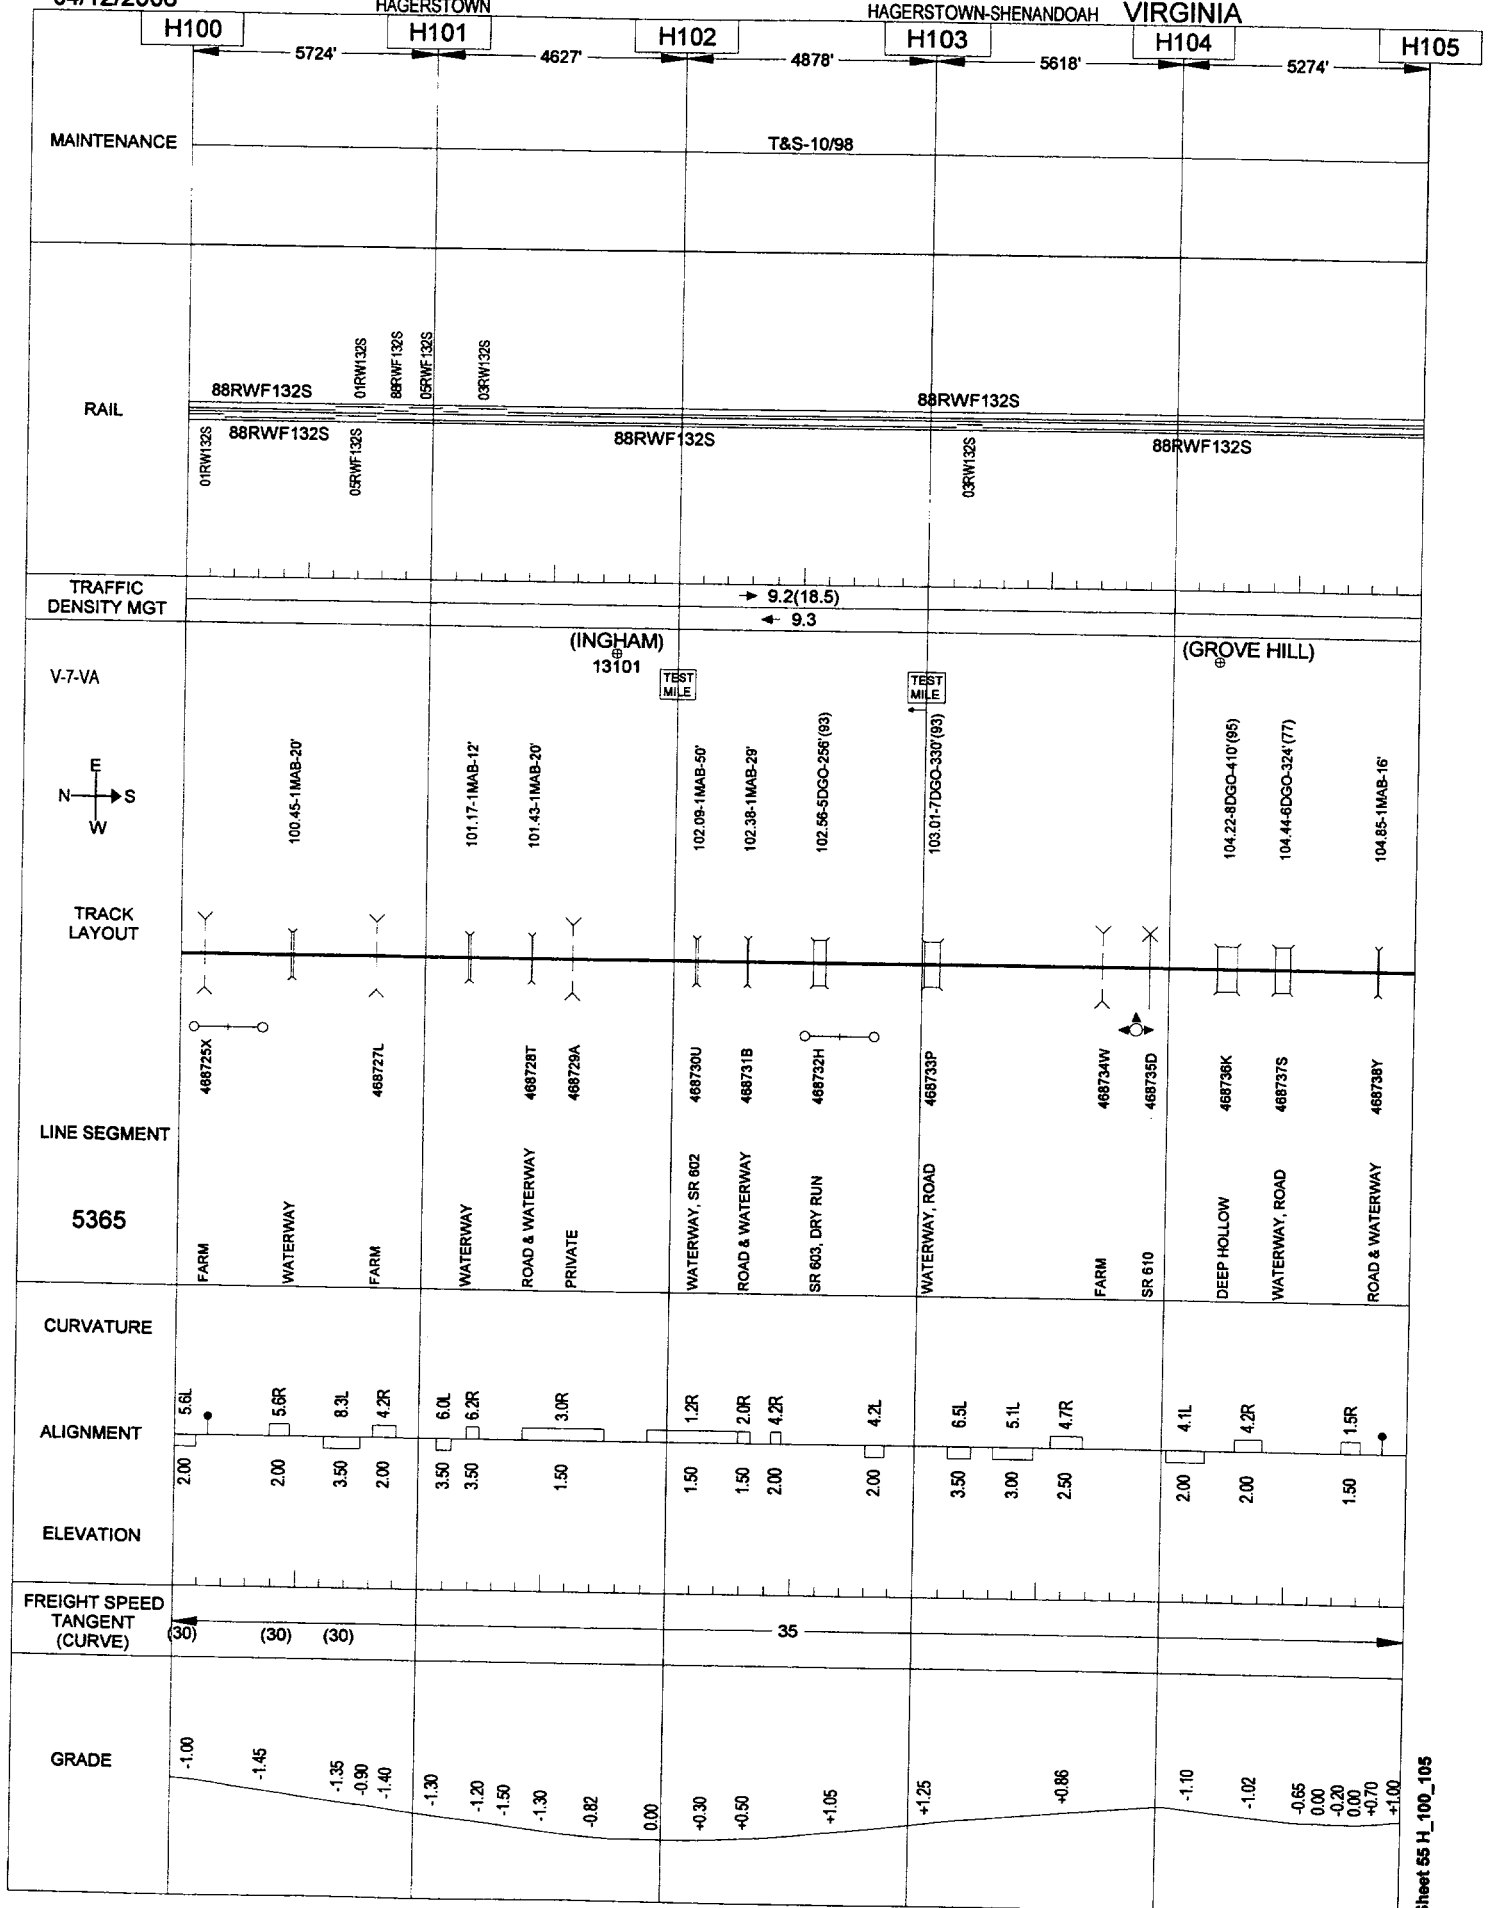 HAGERSTOWN
HAGERSTOWN-SHENANDOAH VIRGINIA
H100 H101 H102 H103 H104 H105
5724' 4627' 4878' 5618' 5274'
MAINTENANCE
T&S-10/98
01RW132S 88RWF132S 05RWF132S 03RW132S
88RWF132S 88RWF132S
RAIL
88RWF132S 88RWF132S 88RWF132S
01RW132S 05RWF132S 03RW132S
TRAFFIC
DENSITY MGT
→ 9.2(18.5)
← 9.3
(INGHAM) (GROVE HILL)
13101
V-7-VA
TEST
MILE
TEST
MILE
E
N S
W
100.45-1MAB-20'
101.17-1MAB-12'
101.43-1MAB-20'
102.09-1MAB-50'
102.38-1MAB-29'
102.56-5DGO-256'(93)
103.01-7DGO-330'(93)
104.22-8DGO-410'(95)
104.44-6DGO-324'(77)
104.85-1MAB-16'
TRACK
LAYOUT
468725X
468727L
468728T
468729A
468730U
468731B
468732H
468733P
468734W
468735D
468736K
468737S
468738Y
LINE SEGMENT
5365
FARM
WATERWAY
FARM
WATERWAY
ROAD & WATERWAY
PRIVATE
WATERWAY, SR 602
ROAD & WATERWAY
SR 603, DRY RUN
WATERWAY, ROAD
FARM
SR 610
DEEP HOLLOW
WATERWAY, ROAD
ROAD & WATERWAY
CURVATURE
5.6L 5.6R 8.3L 4.2R 6.0L 6.2R 3.0R 1.2R 2.0R 4.2R 4.2L 6.5L 5.1L 4.7R 4.1L 4.2R 1.5R
ALIGNMENT
2.00 2.00 3.50 2.00 3.50 3.50 1.50 1.50 1.50 2.00 2.00 3.50 3.00 2.50 2.00 2.00 1.50
ELEVATION
FREIGHT SPEED
TANGENT
(CURVE)
(30) (30) (30) 35
GRADE
-1.00 -1.45 -1.35 -0.90 -1.40 -1.30 -1.20 -1.50 -1.30 -0.82 0.00 +0.30 +0.50 +1.05 +1.25 +0.86 -1.10 -1.02 -0.65 0.00 -0.20 0.00 +0.70 +1.00
Sheet 55 H_100_105